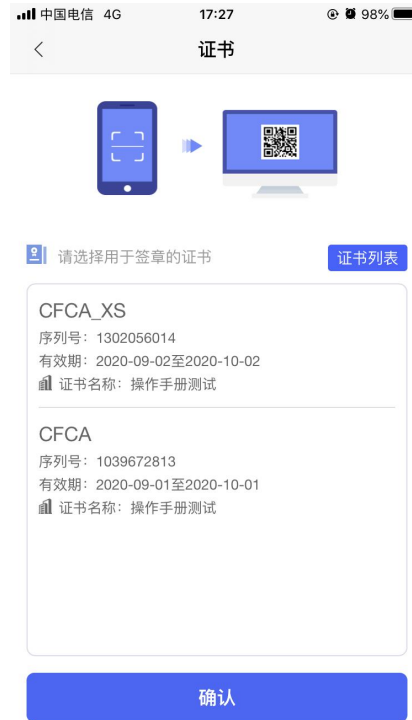 中国电信 4G 17:27 98%
证书
请选择用于签章的证书 证书列表
CFCA_XS
序列号：1302056014
有效期：2020-09-02至2020-10-02
证书名称：操作手册测试
CFCA
序列号：1039672813
有效期：2020-09-01至2020-10-01
证书名称：操作手册测试
确认